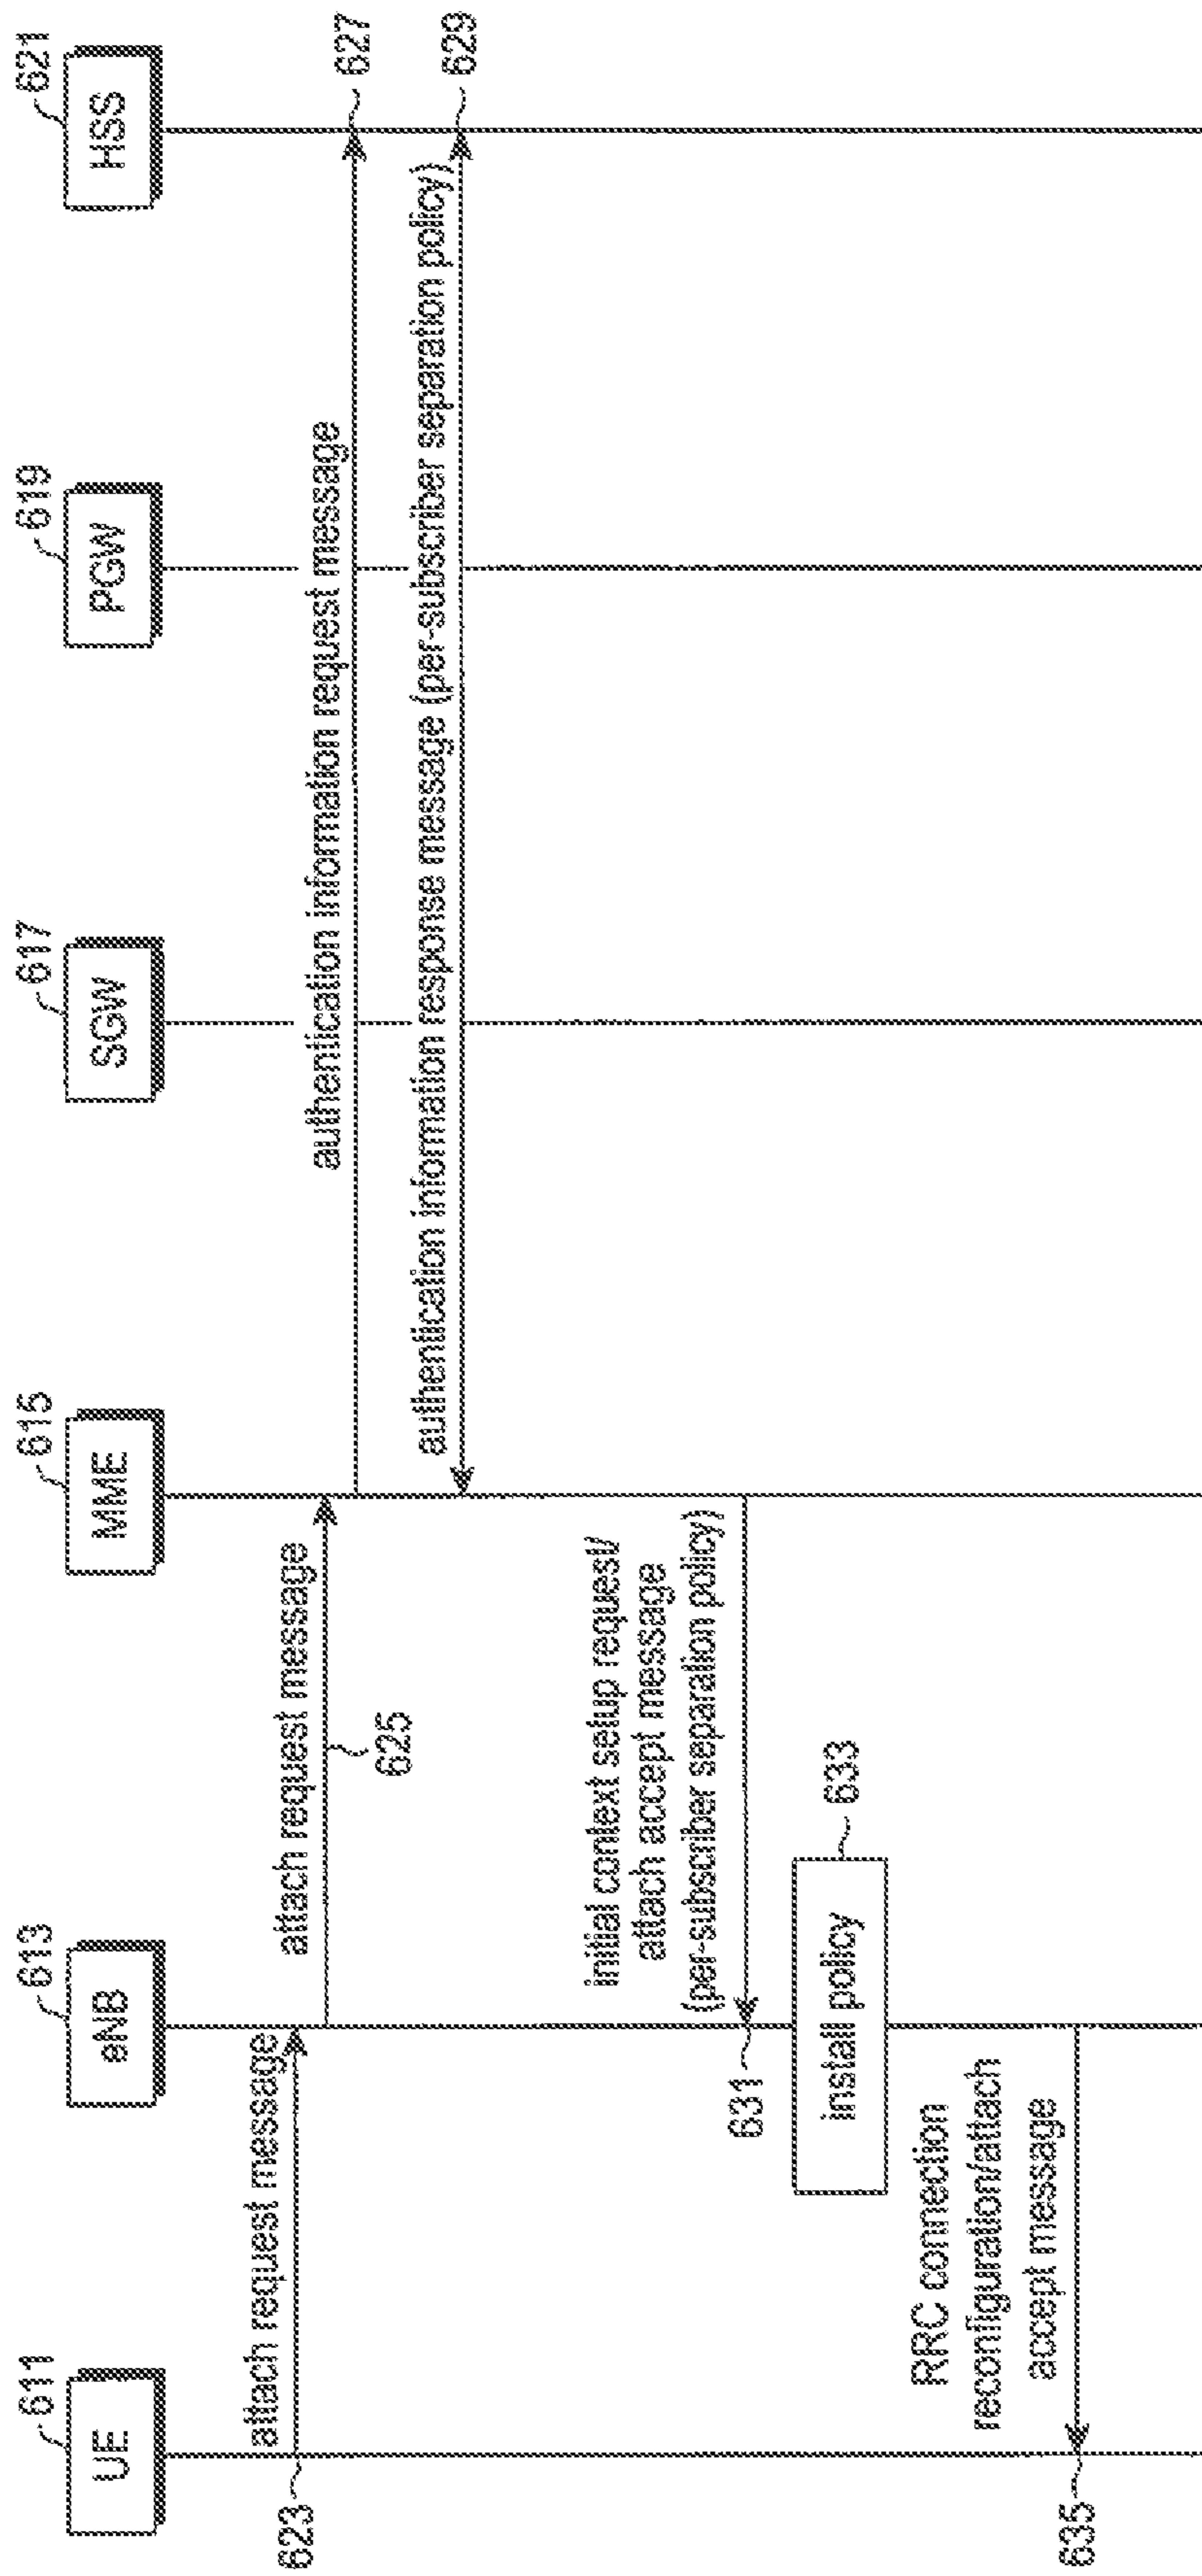 611
UE
613
eNB
615
MME
617
SGW
619
PGW
621
HSS
attach request message
623
attach request message
625
authentication information request message
627
authentication information response message (per-subscriber separation policy)
629
initial context setup request/
attach accept message
(per-subscriber separation policy)
631
install policy
633
RRC connection
reconfiguration/attach
accept message
635